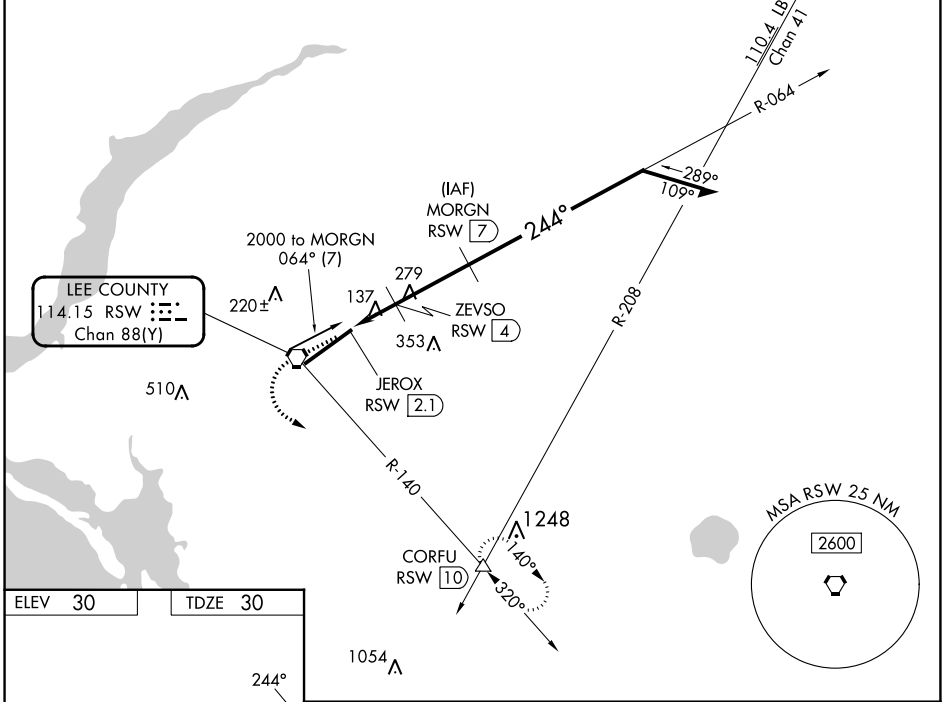 110.4 LB
Chan 41
R-064
289°
109°
(IAF)
MORGN
RSW 7
244°
2000 to MORGN
064° (7)
LEE COUNTY
114.15 RSW
Chan 88(Y)
220±
137
279
ZEVSO
RSW 4
353
R-208
JEROX
RSW 2.1
510
R-140
MSA RSW 25 NM
2600
1248
CORFU
RSW 10
140°
320°
ELEV 30
TDZE 30
1054
244°